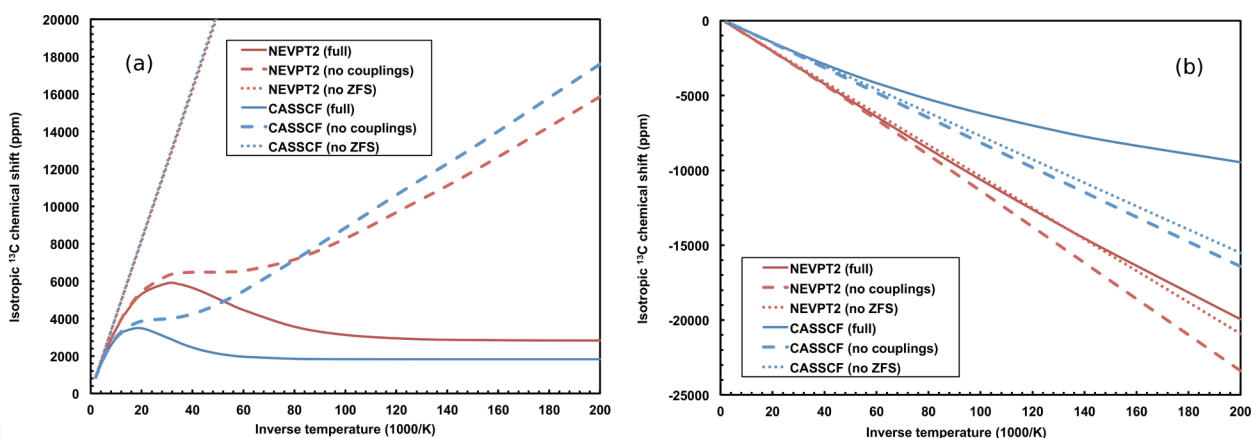 20000
18000
16000
14000
12000
10000
8000
6000
4000
2000
0
Isotropic ¹³C chemical shift (ppm)
(a)
NEVPT2 (full)
NEVPT2 (no couplings)
NEVPT2 (no ZFS)
CASSCF (full)
CASSCF (no couplings)
CASSCF (no ZFS)
0 20 40 60 80 100 120 140 160 180 200
Inverse temperature (1000/K)
0
-5000
-10000
-15000
-20000
-25000
Isotropic ¹³C chemical shift (ppm)
(b)
NEVPT2 (full)
NEVPT2 (no couplings)
NEVPT2 (no ZFS)
CASSCF (full)
CASSCF (no couplings)
CASSCF (no ZFS)
0 20 40 60 80 100 120 140 160 180 200
Inverse temperature (1000/K)